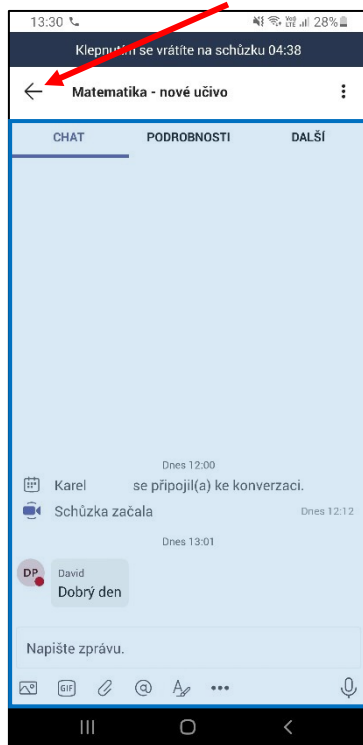 13:30 28%
Klepnutím se vrátíte na schůzku 04:38
Matematika - nové učivo
CHAT PODROBNOSTI DALŠÍ
Dnes 12:00
Karel se připojil(a) ke konverzaci.
Schůzka začala Dnes 12:12
Dnes 13:01
DP David
Dobrý den
Napište zprávu.
GIF